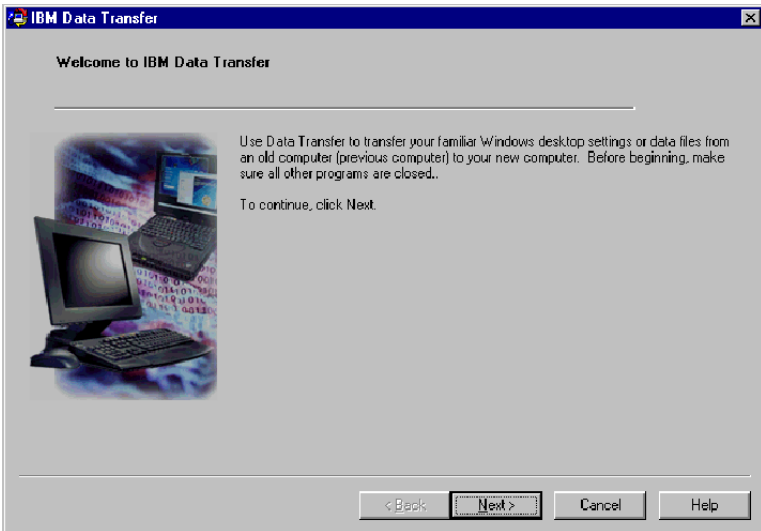 IBM Data Transfer
Welcome to IBM Data Transfer
Use Data Transfer to transfer your familiar Windows desktop settings or data files from
an old computer (previous computer) to your new computer. Before beginning, make
sure all other programs are closed..
To continue, click Next.
< Back Next > Cancel Help